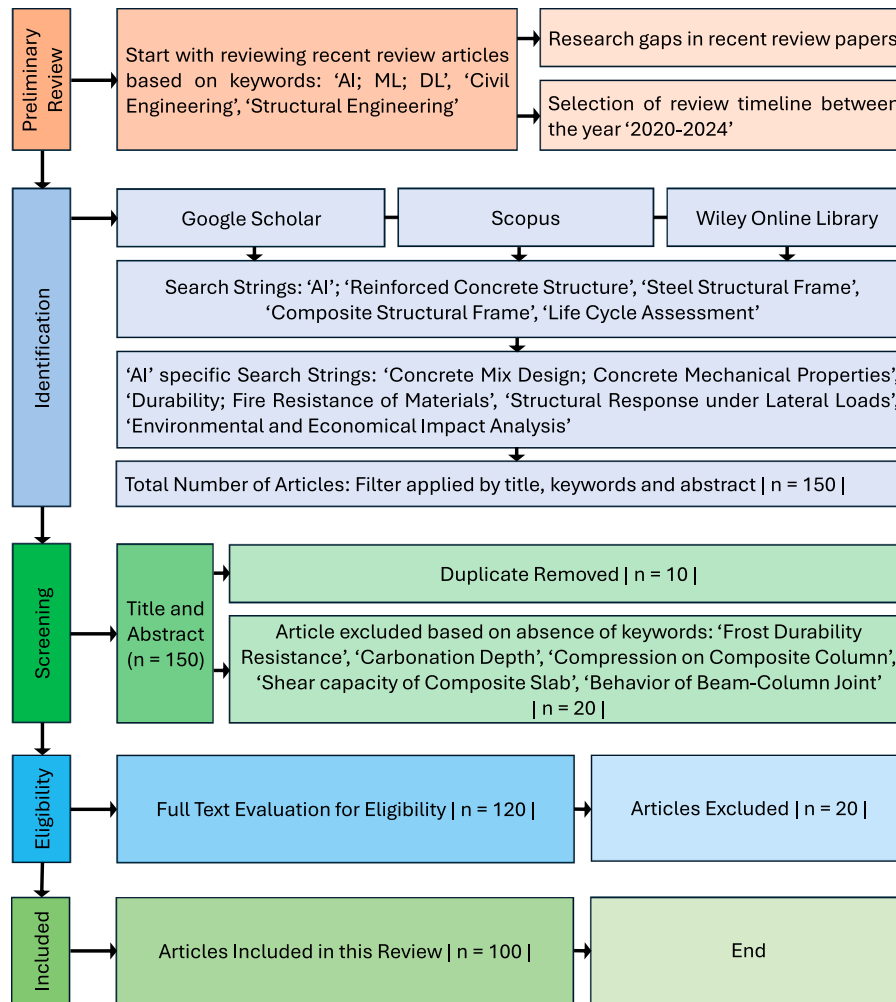 Preliminary
Review
Start with reviewing recent review articles
based on keywords: ‘AI; ML; DL’, ‘Civil
Engineering’, ‘Structural Engineering’
Research gaps in recent review papers
Selection of review timeline between
the year ‘2020-2024’
Identification
Google Scholar
Scopus
Wiley Online Library
Search Strings: ‘AI’; ‘Reinforced Concrete Structure’, ‘Steel Structural Frame’,
‘Composite Structural Frame’, ‘Life Cycle Assessment’
‘AI’ specific Search Strings: ‘Concrete Mix Design; Concrete Mechanical Properties’,
‘Durability; Fire Resistance of Materials’, ‘Structural Response under Lateral Loads’,
‘Environmental and Economical Impact Analysis’
Total Number of Articles: Filter applied by title, keywords and abstract | n = 150 |
Screening
Title and
Abstract
(n = 150)
Duplicate Removed | n = 10 |
Article excluded based on absence of keywords: ‘Frost Durability
Resistance’, ‘Carbonation Depth’, ‘Compression on Composite Column’,
‘Shear capacity of Composite Slab’, ‘Behavior of Beam-Column Joint’
| n = 20 |
Eligibility
Full Text Evaluation for Eligibility | n = 120 |
Articles Excluded | n = 20 |
Included
Articles Included in this Review | n = 100 |
End